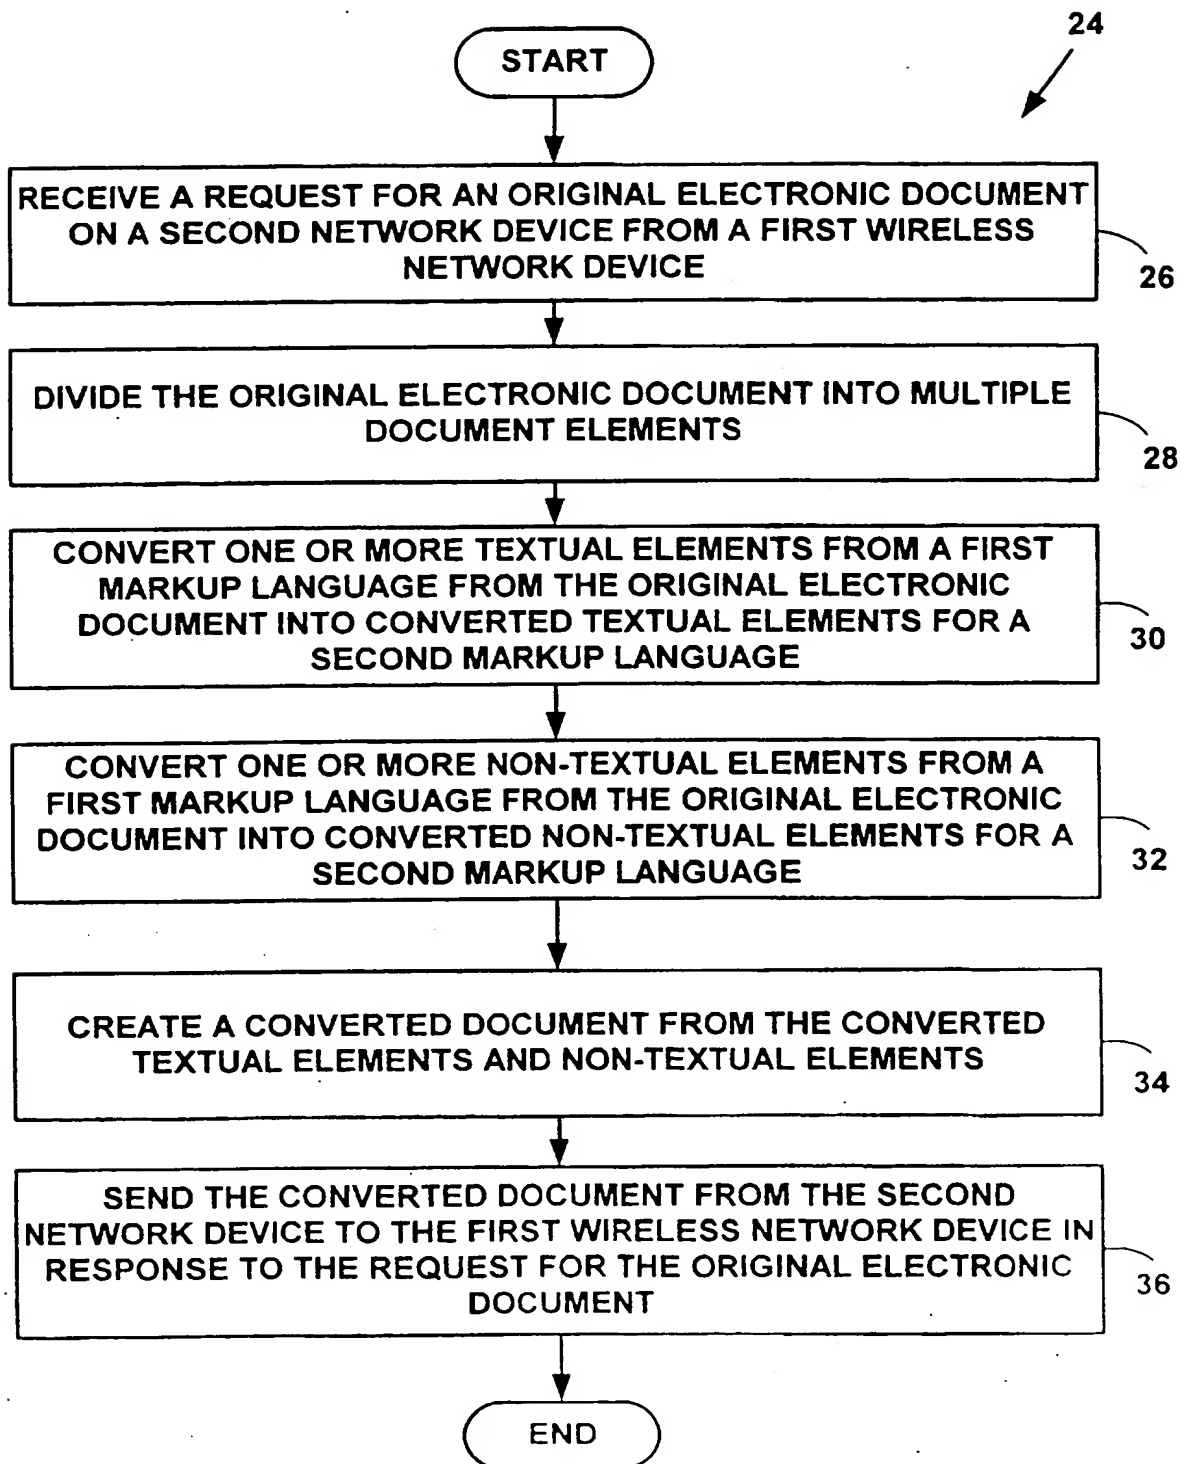 24
START
RECEIVE A REQUEST FOR AN ORIGINAL ELECTRONIC DOCUMENT
ON A SECOND NETWORK DEVICE FROM A FIRST WIRELESS
NETWORK DEVICE
26
DIVIDE THE ORIGINAL ELECTRONIC DOCUMENT INTO MULTIPLE
DOCUMENT ELEMENTS
28
CONVERT ONE OR MORE TEXTUAL ELEMENTS FROM A FIRST
MARKUP LANGUAGE FROM THE ORIGINAL ELECTRONIC
DOCUMENT INTO CONVERTED TEXTUAL ELEMENTS FOR A
SECOND MARKUP LANGUAGE
30
CONVERT ONE OR MORE NON-TEXTUAL ELEMENTS FROM A
FIRST MARKUP LANGUAGE FROM THE ORIGINAL ELECTRONIC
DOCUMENT INTO CONVERTED NON-TEXTUAL ELEMENTS FOR A
SECOND MARKUP LANGUAGE
32
CREATE A CONVERTED DOCUMENT FROM THE CONVERTED
TEXTUAL ELEMENTS AND NON-TEXTUAL ELEMENTS
34
SEND THE CONVERTED DOCUMENT FROM THE SECOND
NETWORK DEVICE TO THE FIRST WIRELESS NETWORK DEVICE IN
RESPONSE TO THE REQUEST FOR THE ORIGINAL ELECTRONIC
DOCUMENT
36
END